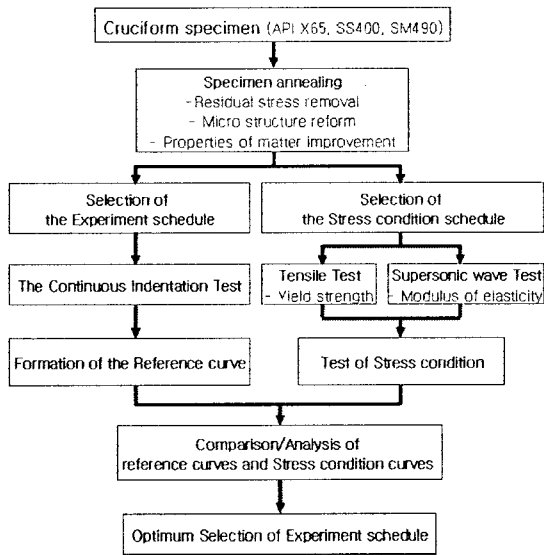 Cruciform specimen (API X65, SS400, SM490)
Specimen annealing
- Residual stress removal
- Micro structure reform
- Properties of matter improvement
Selection of
the Experiment schedule
Selection of
the Stress condition schedule
The Continuous Indentation Test
Tensile Test
- Yield strength
Supersonic wave Test
- Modulus of elasticity
Formation of the Reference curve
Test of Stress condition
Comparison/Analysis of
reference curves and Stress condition curves
Optimum Selection of Experiment schedule